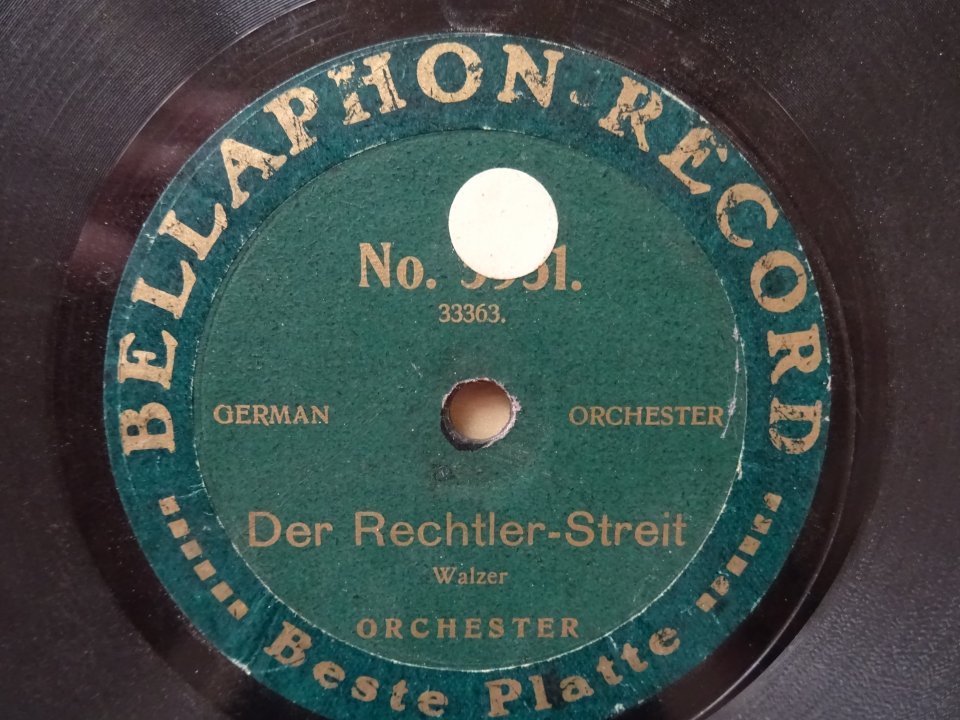 BELLAPHON-RECORD
No.
33363.
GERMAN ORCHESTER
Der Rechtler-Streit
Walzer
ORCHESTER
Beste Platte